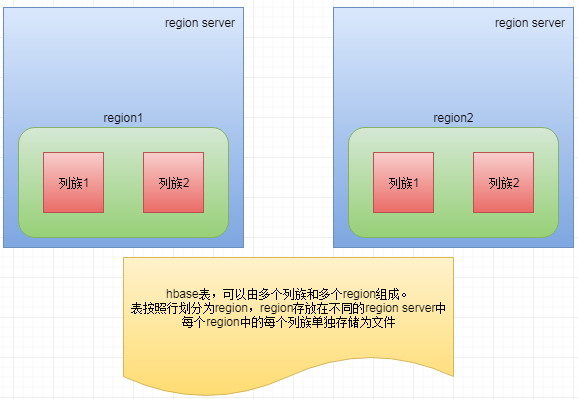 region server
region server
region1
region2
列族1
列族2
列族1
列族2
hbase表，可以由多个列族和多个region组成。
表按照行划分为region，region存放在不同的region server中
每个region中的每个列族单独存储为文件